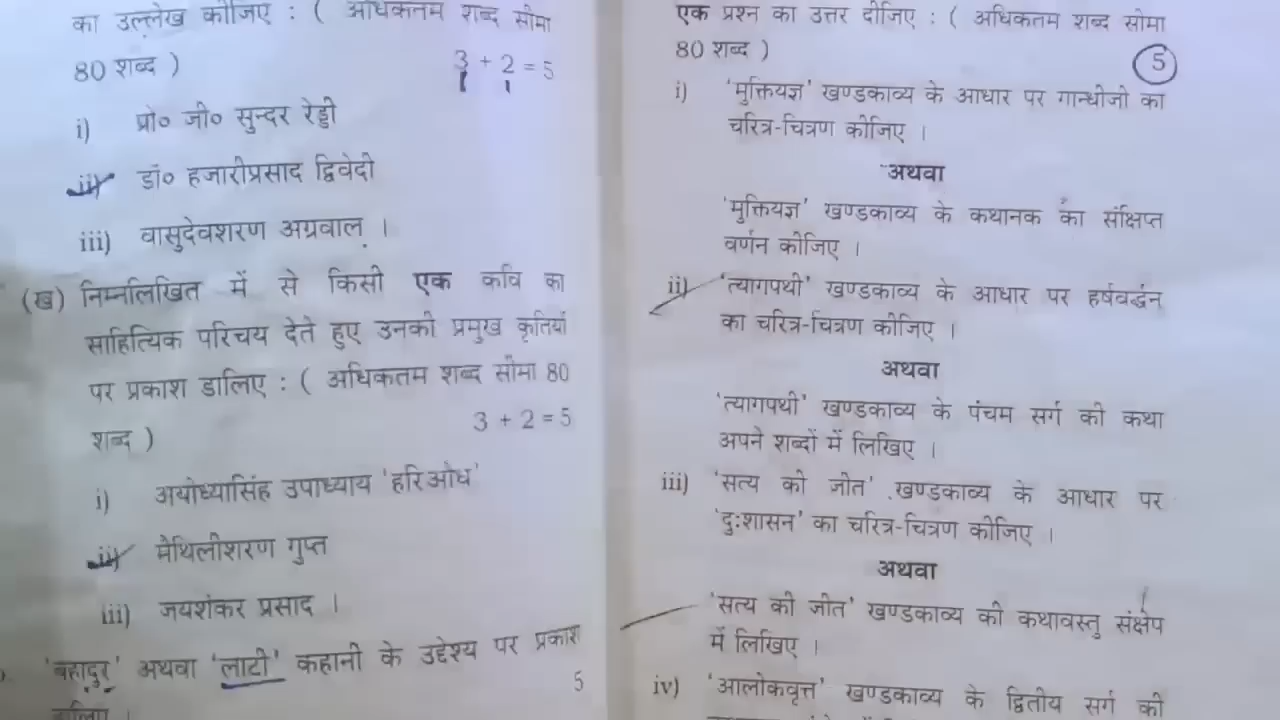 का उल्लेख कीजिए : ( अधिकतम शब्द सीमा
80 शब्द )
3 + 2 = 5
i) प्रो० जी० सुन्दर रेड्डी
ii) डॉ० हजारीप्रसाद द्विवेदी
iii) वासुदेवशरण अग्रवाल ।
(ख) निम्नलिखित में से किसी एक कवि का
साहित्यिक परिचय देते हुए उनकी प्रमुख कृतियों
पर प्रकाश डालिए : ( अधिकतम शब्द सीमा 80
शब्द )
3 + 2 = 5
i) अयोध्यासिंह उपाध्याय 'हरिऔध'
ii) मैथिलीशरण गुप्त
iii) जयशंकर प्रसाद ।
'बहादुर' अथवा 'लाटी' कहानी के उद्देश्य पर प्रकाश
डालिए ।
5
एक प्रश्न का उत्तर दीजिए : ( अधिकतम शब्द सीमा
80 शब्द )
5
i) 'मुक्तियज्ञ' खण्डकाव्य के आधार पर गान्धीजी का
चरित्र-चित्रण कीजिए ।
अथवा
'मुक्तियज्ञ' खण्डकाव्य के कथानक का संक्षिप्त
वर्णन कीजिए ।
ii) 'त्यागपथी' खण्डकाव्य के आधार पर हर्षवर्द्धन
का चरित्र-चित्रण कीजिए ।
अथवा
'त्यागपथी' खण्डकाव्य के पंचम सर्ग की कथा
अपने शब्दों में लिखिए ।
iii) 'सत्य की जीत' खण्डकाव्य के आधार पर
'दुःशासन' का चरित्र-चित्रण कीजिए ।
अथवा
'सत्य की जीत' खण्डकाव्य की कथावस्तु संक्षेप
में लिखिए ।
iv) 'आलोकवृत्त' खण्डकाव्य के द्वितीय सर्ग की